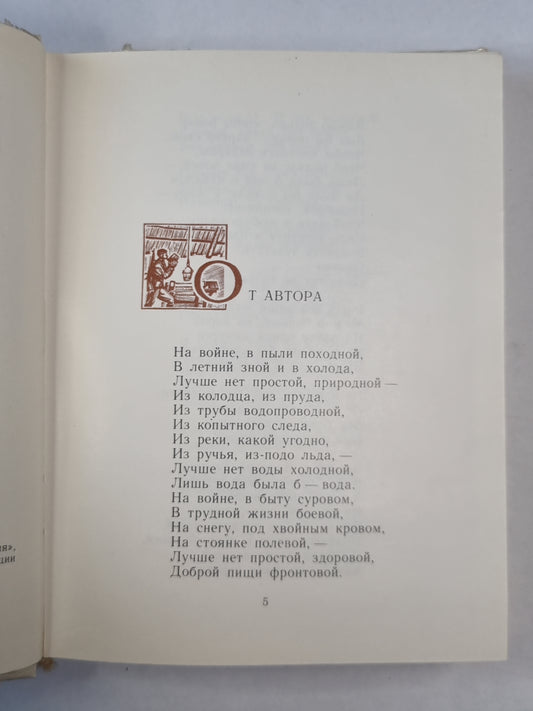 ия»,
ции
ОТ АВТОРА
На войне, в пыли походной,
В летний зной и в холода,
Лучше нет простой, природной —
Из колодца, из пруда,
Из трубы водопроводной,
Из копытного следа,
Из реки, какой угодно,
Из ручья, из-подо льда, —
Лучше нет воды холодной,
Лишь вода была б — вода.
На войне, в быту суровом,
В трудной жизни боевой,
На снегу, под хвойным кровом,
На стоянке полевой, —
Лучше нет простой, здоровой,
Доброй пищи фронтовой.
5